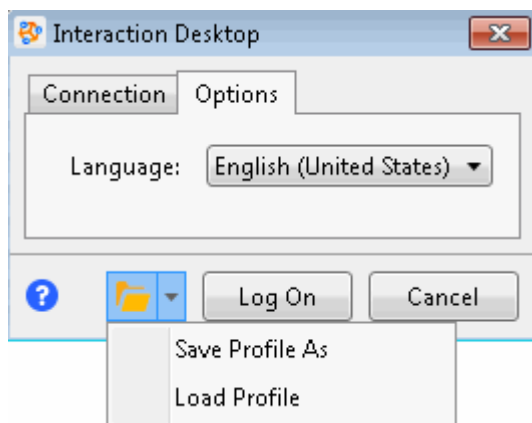 Interaction Desktop
Connection Options
Language: English (United States)
Log On Cancel
Save Profile As
Load Profile